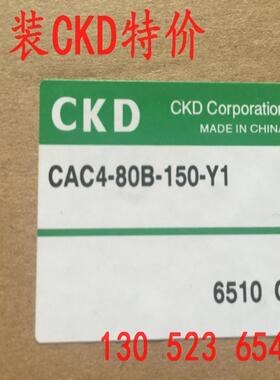 装CKD特价
CKD
CKD Corporation
MADE IN CHINA
CAC4-80B-150-Y1
6510
130 523 654